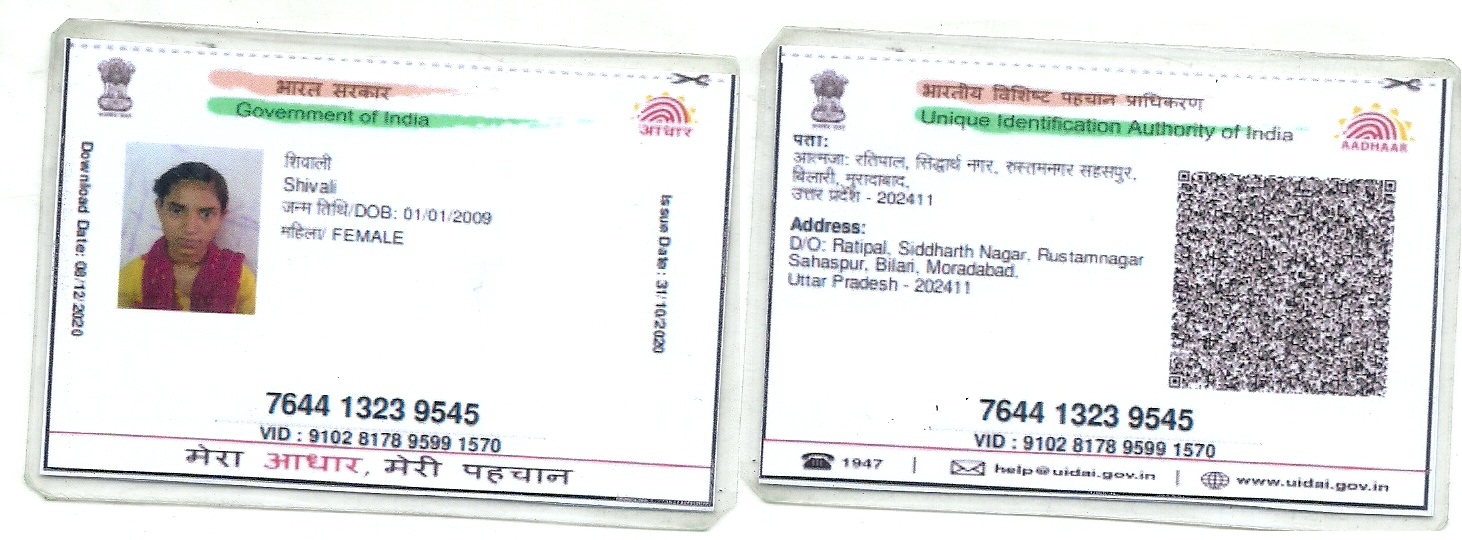 भारत सरकार
Government of India
आधार
Download Date: 08/12/2020
शिवाली
Shivali
जन्म तिथि/DOB: 01/01/2009
महिला/ FEMALE
Issue Date: 31/10/2020
7644 1323 9545
VID : 9102 8178 9599 1570
मेरा आधार, मेरी पहचान
भारतीय विशिष्ट पहचान प्राधिकरण
Unique Identification Authority of India
AADHAAR
पता:
आत्मजा: रतिपाल, सिद्धार्थ नगर, रुस्तमनगर सहसपुर,
बिलारी, मुरादाबाद,
उत्तर प्रदेश - 202411
Address:
D/O: Ratipal, Siddharth Nagar, Rustamnagar
Sahaspur, Bilari, Moradabad,
Uttar Pradesh - 202411
7644 1323 9545
VID : 9102 8178 9599 1570
1947 | help@uidai.gov.in | www.uidai.gov.in